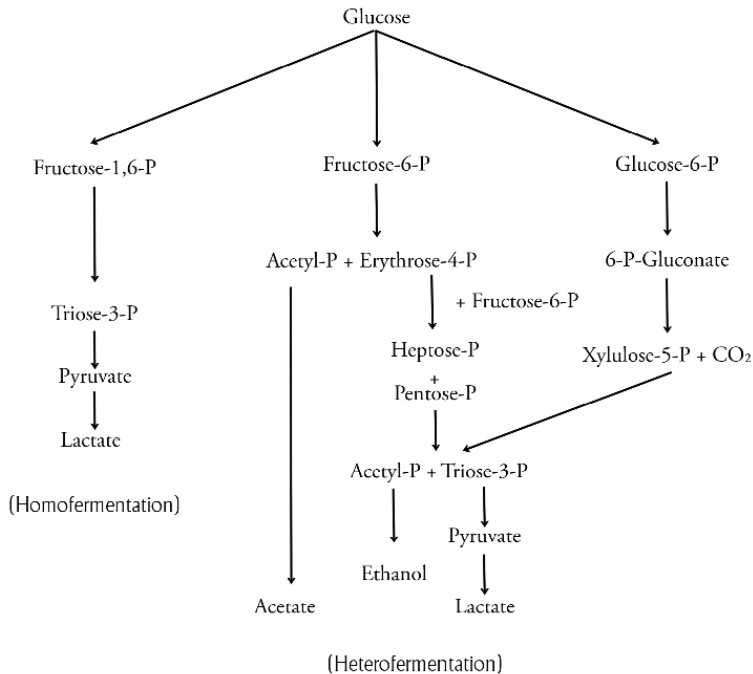 Glucose
Fructose-1,6-P
Fructose-6-P
Glucose-6-P
Acetyl-P + Erythrose-4-P
6-P-Gluconate
+ Fructose-6-P
Triose-3-P
Heptose-P
+
Pentose-P
Xylulose-5-P + CO₂
Pyruvate
Lactate
Acetyl-P + Triose-3-P
(Homofermentation)
Pyruvate
Ethanol
Acetate
Lactate
(Heterofermentation)